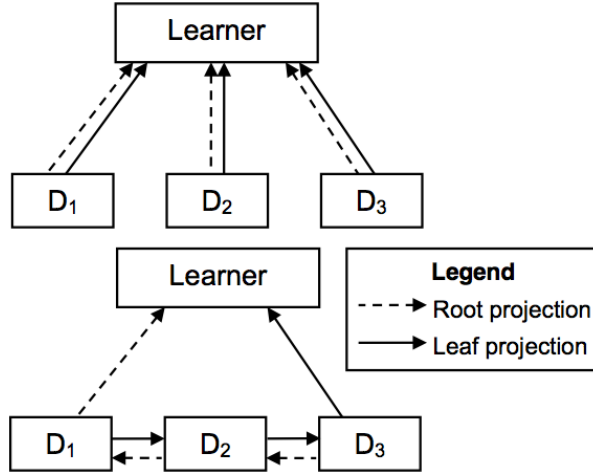 Learner
D₁ D₂ D₃
Learner
Legend
Root projection
Leaf projection
D₁ D₂ D₃